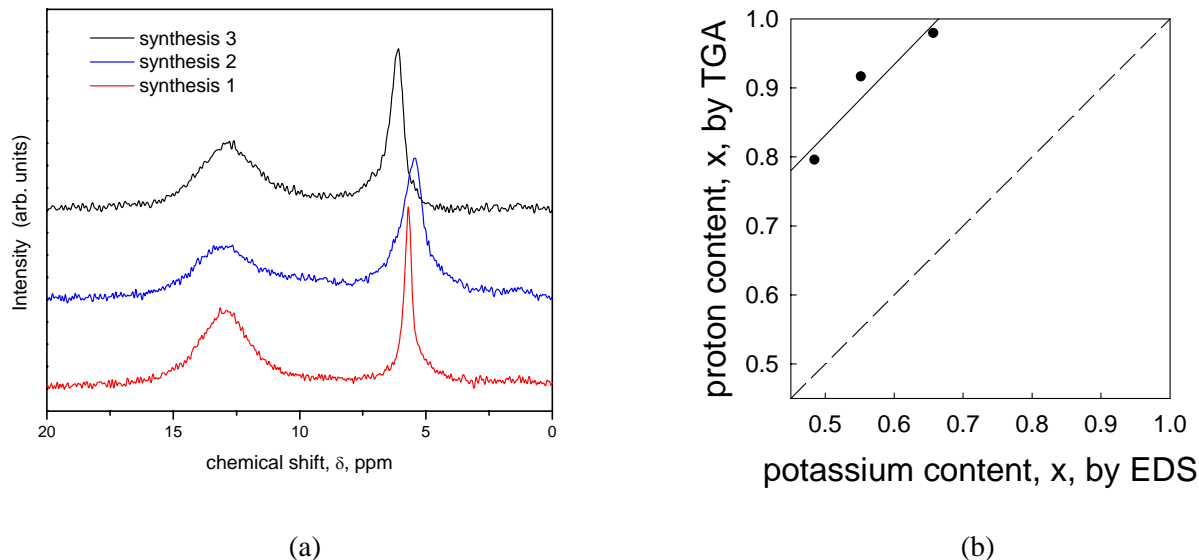 synthesis 3
synthesis 2
synthesis 1
Intensity (arb. units)
20 15 10 5 0
chemical shift, δ, ppm
(a)
1.0
0.9
0.8
0.7
0.6
0.5
proton content, x, by TGA
0.5 0.6 0.7 0.8 0.9 1.0
potassium content, x, by EDS
(b)